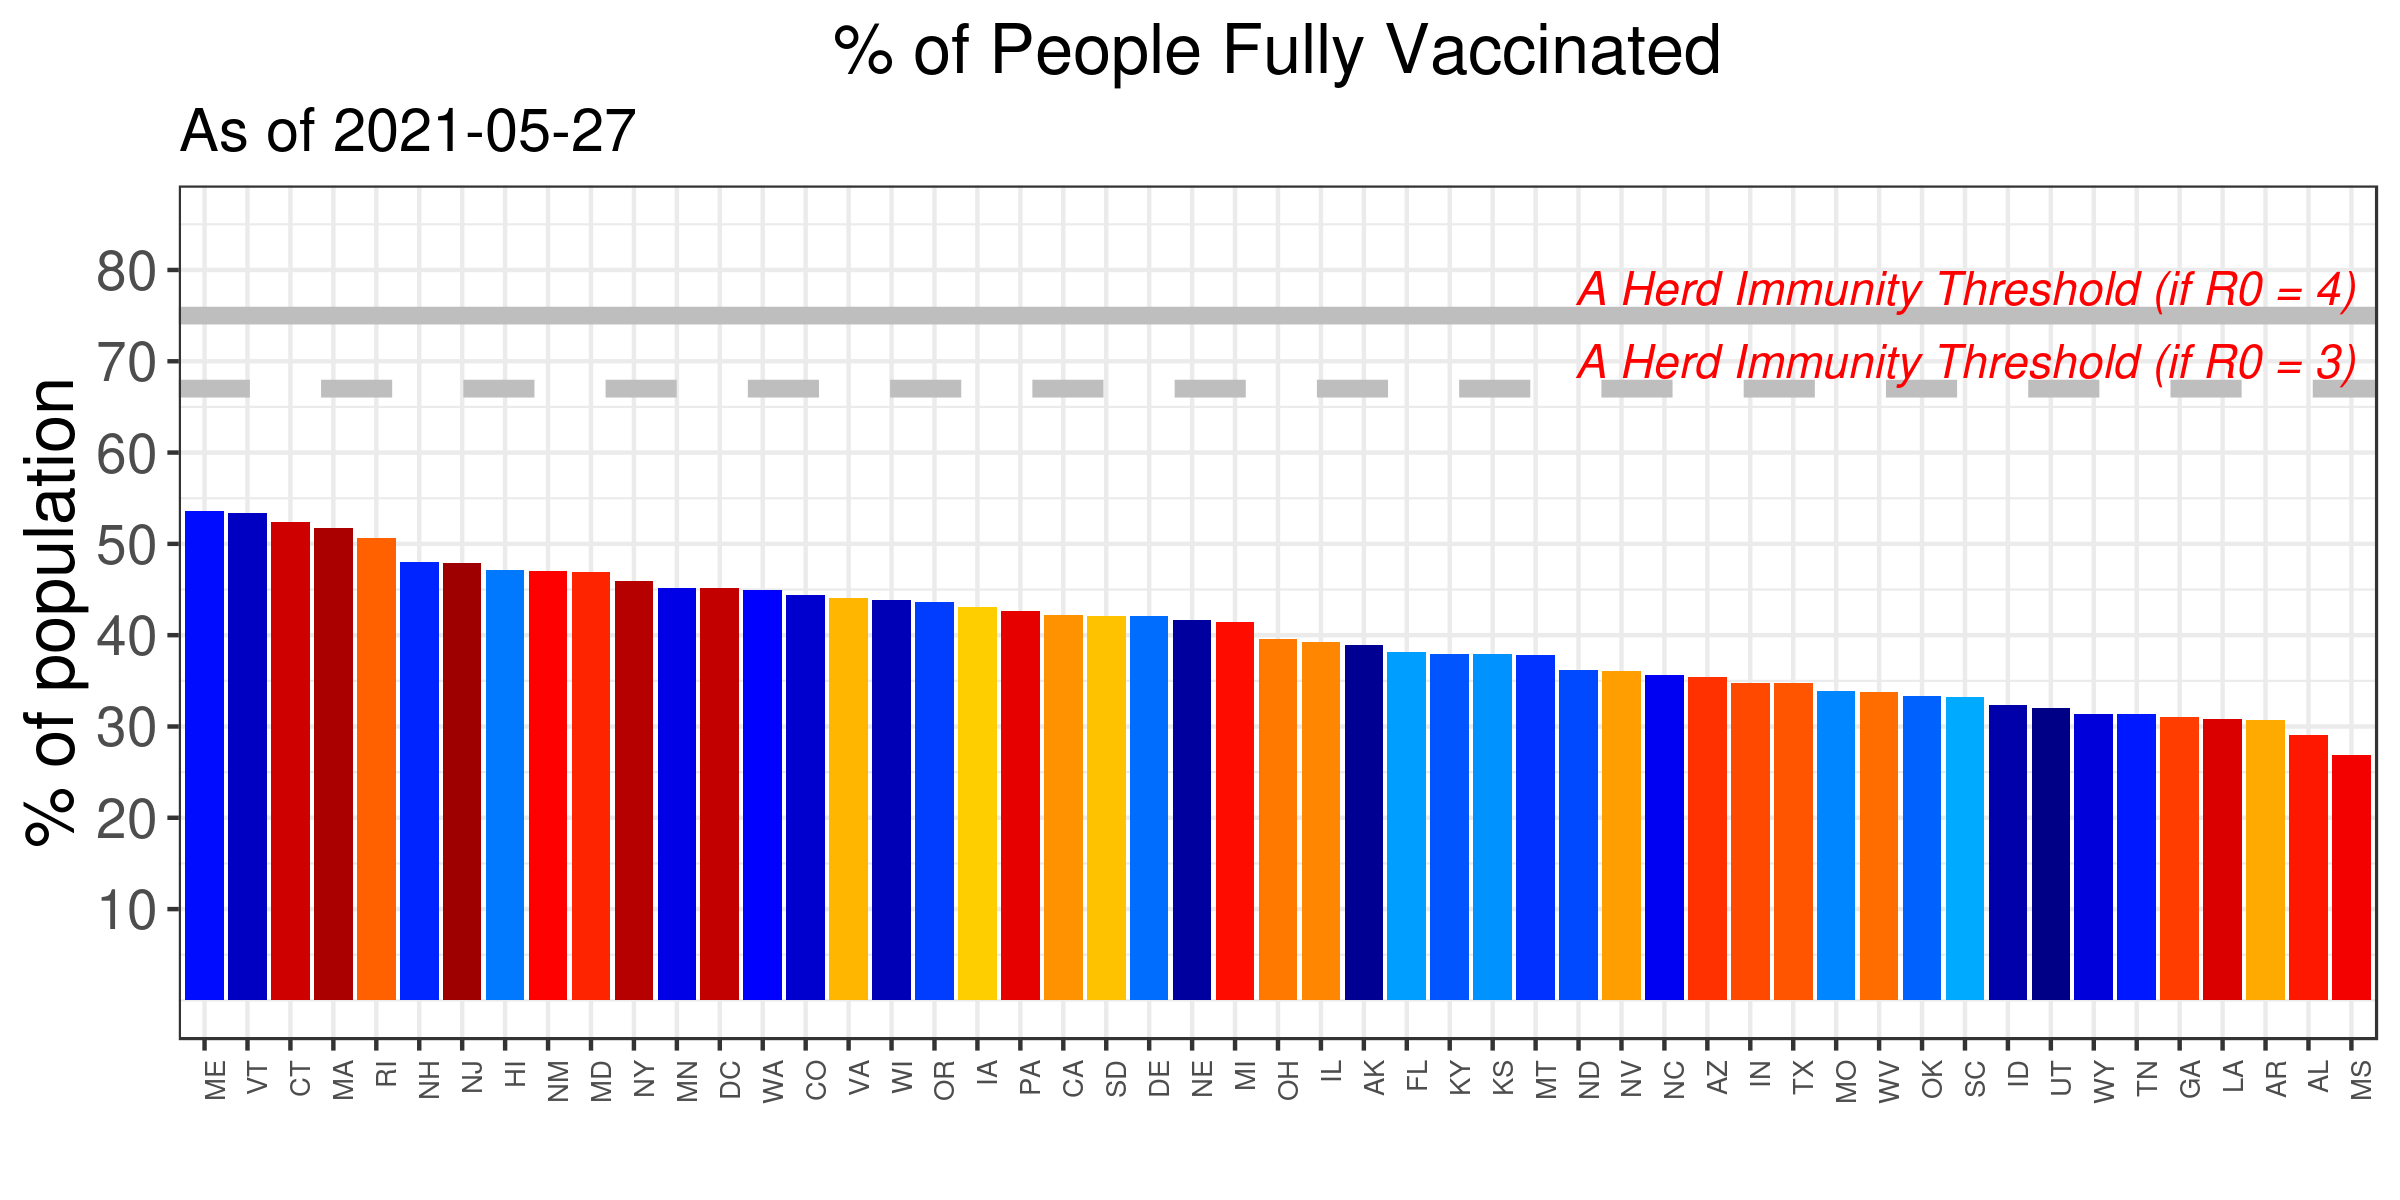 % of People Fully Vaccinated
As of 2021-05-27
% of population
80
70
60
50
40
30
20
10
A Herd Immunity Threshold (if R0 = 4)
A Herd Immunity Threshold (if R0 = 3)
ME VT CT MA RI NH NJ HI NM MD NY MN DC WA CO VA WI OR IA PA CA SD DE NE MI OH IL AK FL KY KS MT ND NV NC AZ IN TX MO WV OK SC ID UT WY TN GA LA AR AL MS